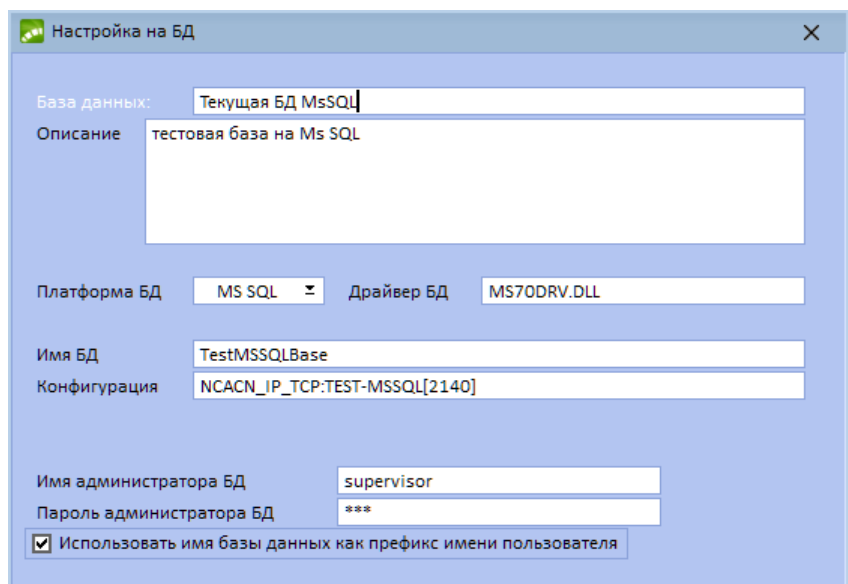 Настройка на БД
База данных: Текущая БД MsSQL
Описание тестовая база на Ms SQL
Платформа БД MS SQL Драйвер БД MS70DRV.DLL
Имя БД TestMSSQLBase
Конфигурация NCACN_IP_TCP:TEST-MSSQL[2140]
Имя администратора БД supervisor
Пароль администратора БД ***
Использовать имя базы данных как префикс имени пользователя